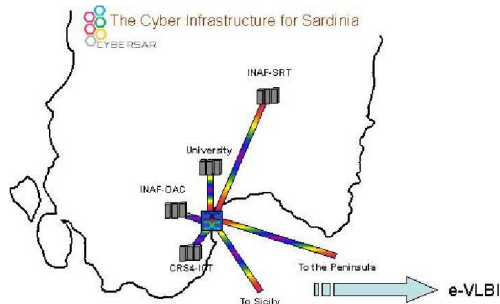 The Cyber Infrastructure for Sardinia
CYBERSAR
INAF-SRT
University
INAF-OAC
CRS4-ICT
To the Peninsula
To Sicily
e-VLBI